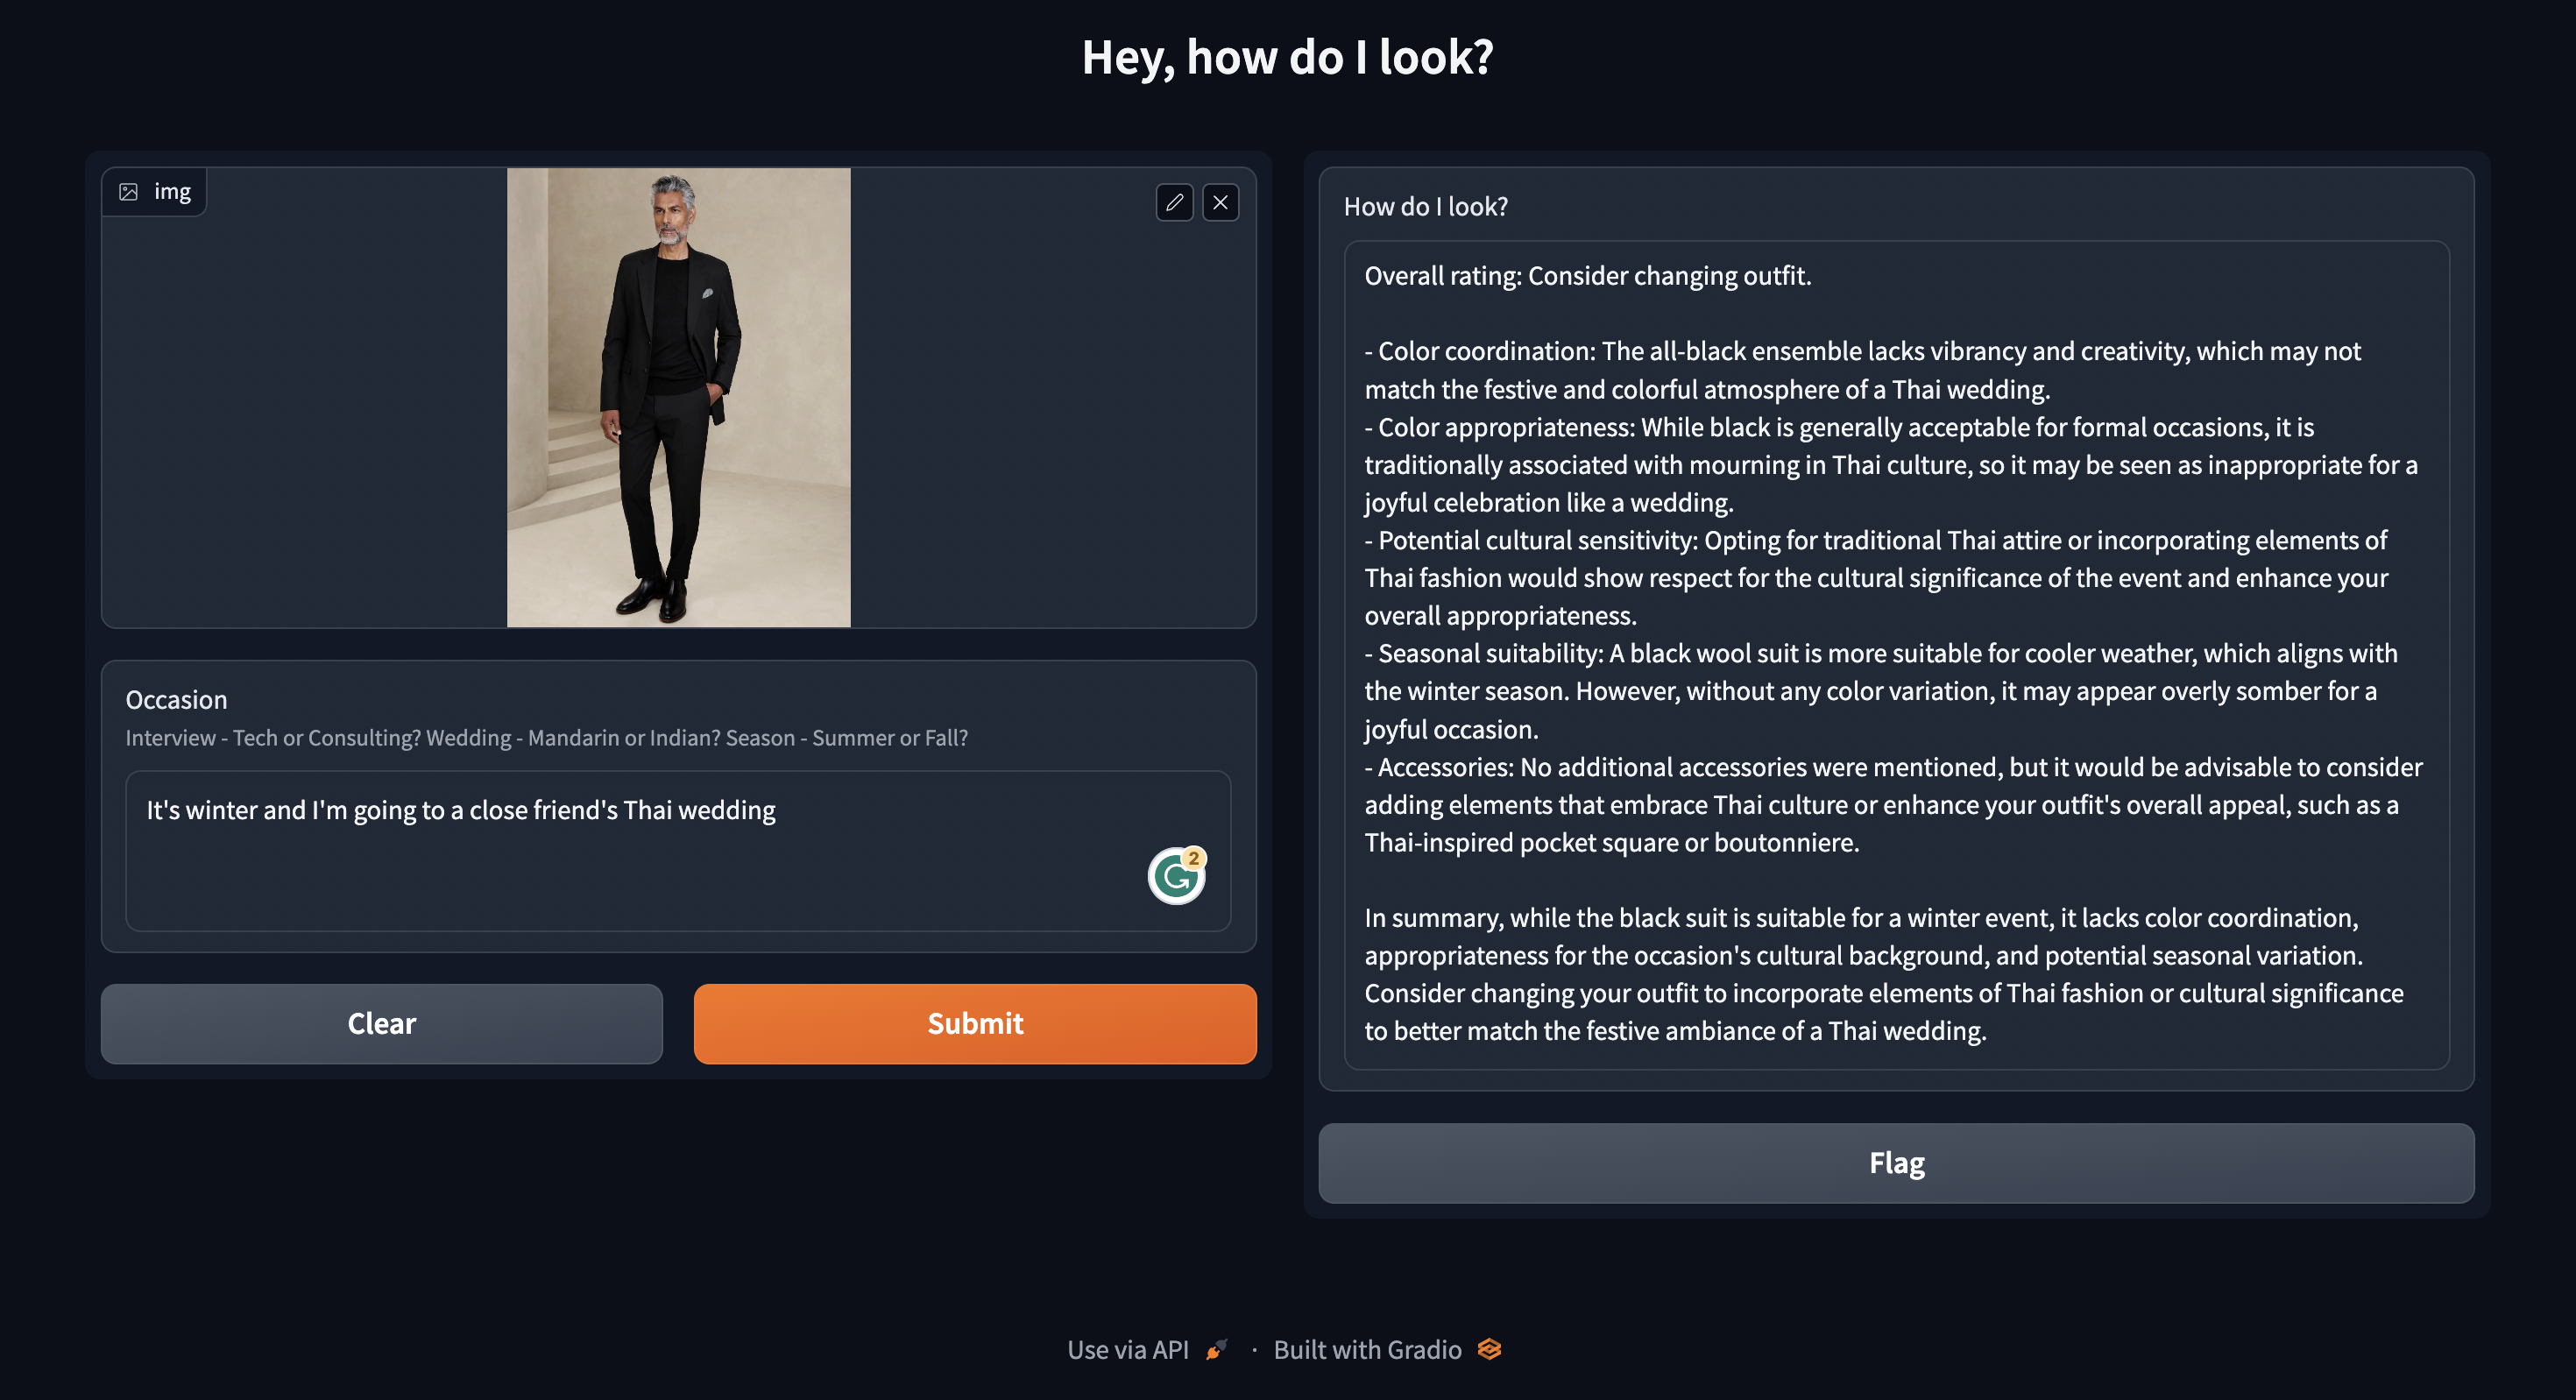 Hey, how do I look?
img
Occasion
Interview - Tech or Consulting? Wedding - Mandarin or Indian? Season - Summer or Fall?
It's winter and I'm going to a close friend's Thai wedding
2
Clear
Submit
How do I look?
Overall rating: Consider changing outfit.
- Color coordination: The all-black ensemble lacks vibrancy and creativity, which may not
match the festive and colorful atmosphere of a Thai wedding.
- Color appropriateness: While black is generally acceptable for formal occasions, it is
traditionally associated with mourning in Thai culture, so it may be seen as inappropriate for a
joyful celebration like a wedding.
- Potential cultural sensitivity: Opting for traditional Thai attire or incorporating elements of
Thai fashion would show respect for the cultural significance of the event and enhance your
overall appropriateness.
- Seasonal suitability: A black wool suit is more suitable for cooler weather, which aligns with
the winter season. However, without any color variation, it may appear overly somber for a
joyful occasion.
- Accessories: No additional accessories were mentioned, but it would be advisable to consider
adding elements that embrace Thai culture or enhance your outfit's overall appeal, such as a
Thai-inspired pocket square or boutonniere.
In summary, while the black suit is suitable for a winter event, it lacks color coordination,
appropriateness for the occasion's cultural background, and potential seasonal variation.
Consider changing your outfit to incorporate elements of Thai fashion or cultural significance
to better match the festive ambiance of a Thai wedding.
Flag
Use via API · Built with Gradio